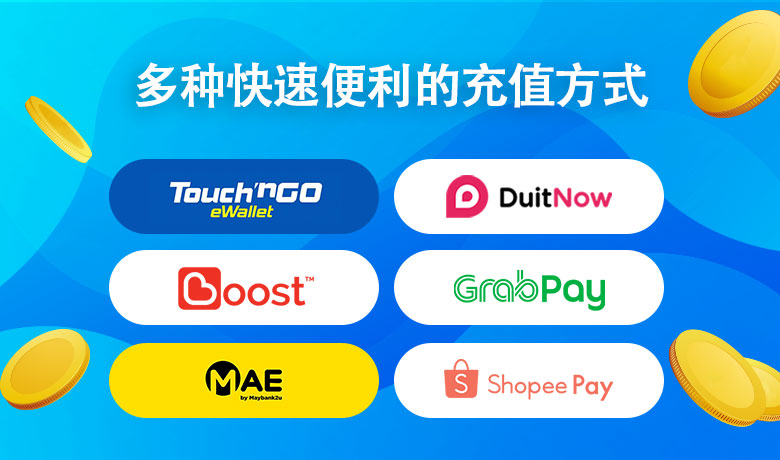 多种快速便利的充值方式
Touch'nGO
eWallet
DuitNow
Boost™
GrabPay
MAE
by Maybank2u
S Shopee Pay